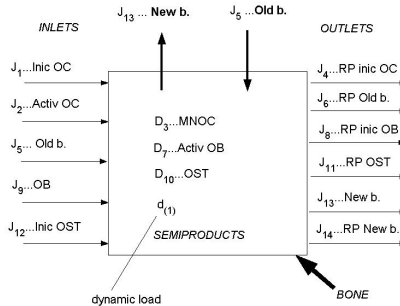 J13 ... New b.
J5 ... Old b.
INLETS
OUTLETS
J1...Inic OC
J2...Activ OC
J5... Old b.
J9...OB
J12...Inic OST
D3...MNOC
D7...Activ OB
D10...OST
d(1)
SEMIPRODUCTS
J4...RP inic OC
J6...RP Old b.
J8...RP inic OB
J11...RP OST
J13...New b.
J14...RP New b.
BONE
dynamic load